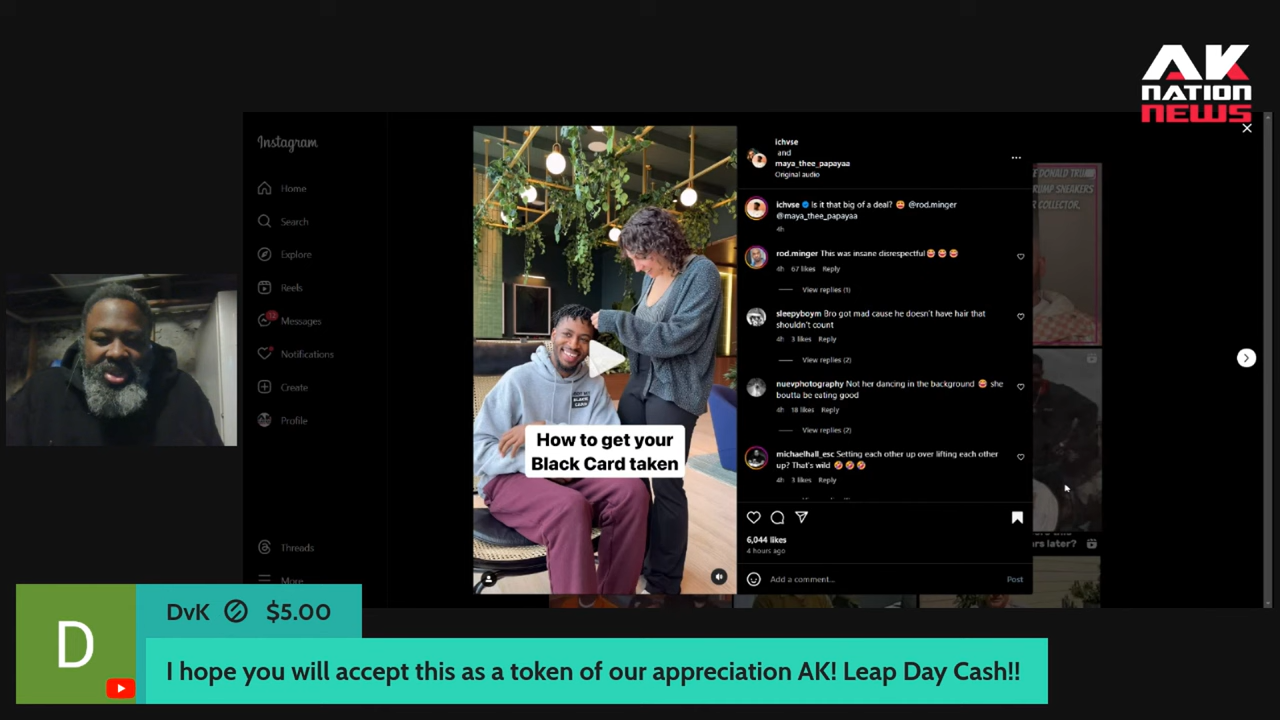 AK
NATION
NEWS
Instagram
Home
Search
Explore
Reels
Messages
Notifications
Create
Profile
Threads
More
BLACK
CARD
How to get your
Black Card taken
ichvse
and
maya_thee_papayaa
Original audio
ichvse Is it that big of a deal? 😍 @rod.minger
@maya_thee_papayaa
4h
rod.minger This was insane disrespectful
4h 67 likes Reply
View replies (1)
sleepyboym Bro got mad cause he doesn't have hair that
shouldn't count
4h 3 likes Reply
View replies (2)
nuevphotography Not her dancing in the background she
boutta be eating good
4h 18 likes Reply
View replies (2)
michaelhall_esc Setting each other up over lifting each other
up? That's wild 🤣🤣🤣
4h 3 likes Reply
6,044 likes
4 hours ago
Add a comment...
Post
E DONALD TRUMP
RUMP SNEAKERS
COLLECTOR.
rs later?
D
DvK $5.00
I hope you will accept this as a token of our appreciation AK! Leap Day Cash!!